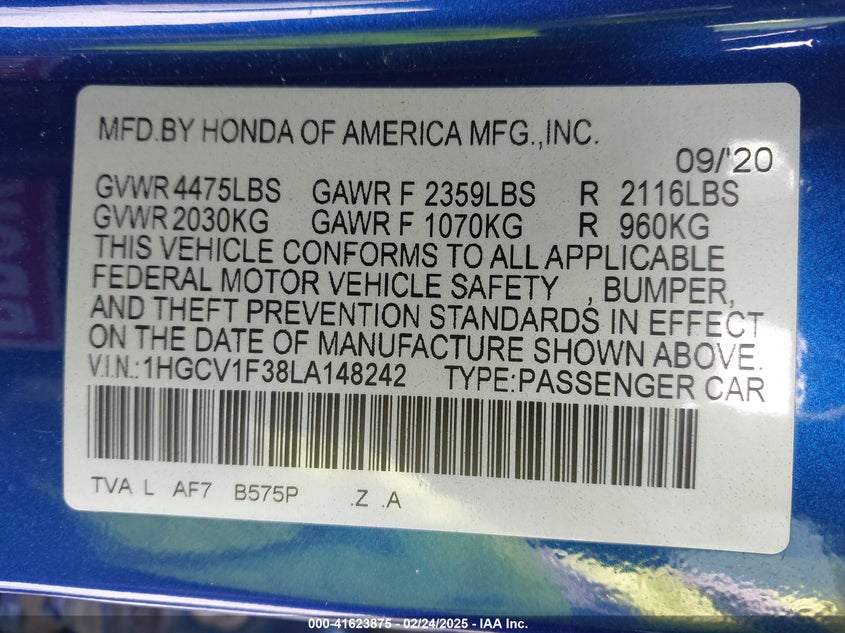 MFD.BY HONDA OF AMERICA MFG.,INC.
09/'20
GVWR 4475LBS GAWR F 2359LBS R 2116LBS
GVWR 2030KG GAWR F 1070KG R 960KG
THIS VEHICLE CONFORMS TO ALL APPLICABLE
FEDERAL MOTOR VEHICLE SAFETY , BUMPER,
AND THEFT PREVENTION STANDARDS IN EFFECT
ON THE DATE OF MANUFACTURE SHOWN ABOVE.
V.I.N.:1HGCV1F38LA148242 TYPE:PASSENGER CAR
TVA L AF7 B575P .Z .A
000-41623875 - 02/24/2025 - IAA Inc.